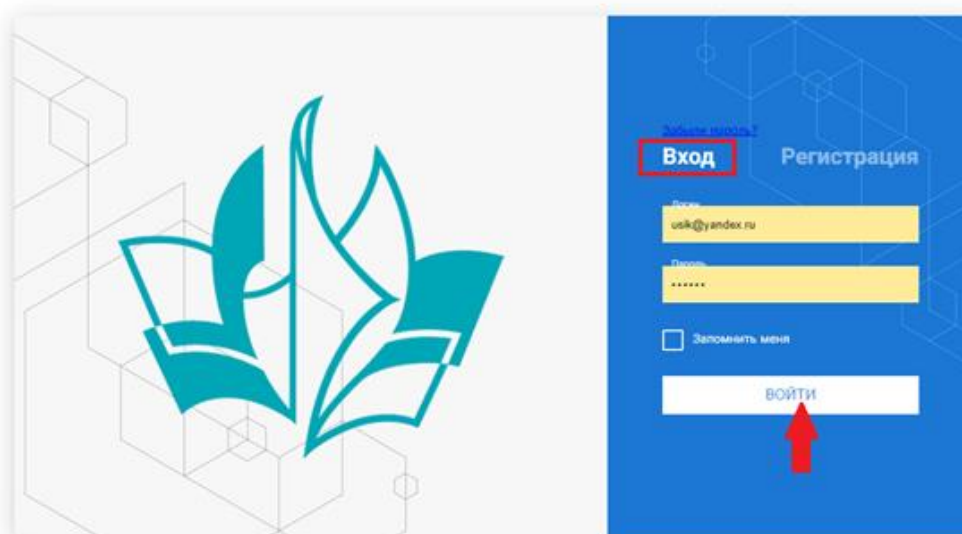 Забыли пароль?
Вход Регистрация
Логин
usik@yandex.ru
Пароль
••••••
Запомнить меня
ВОЙТИ